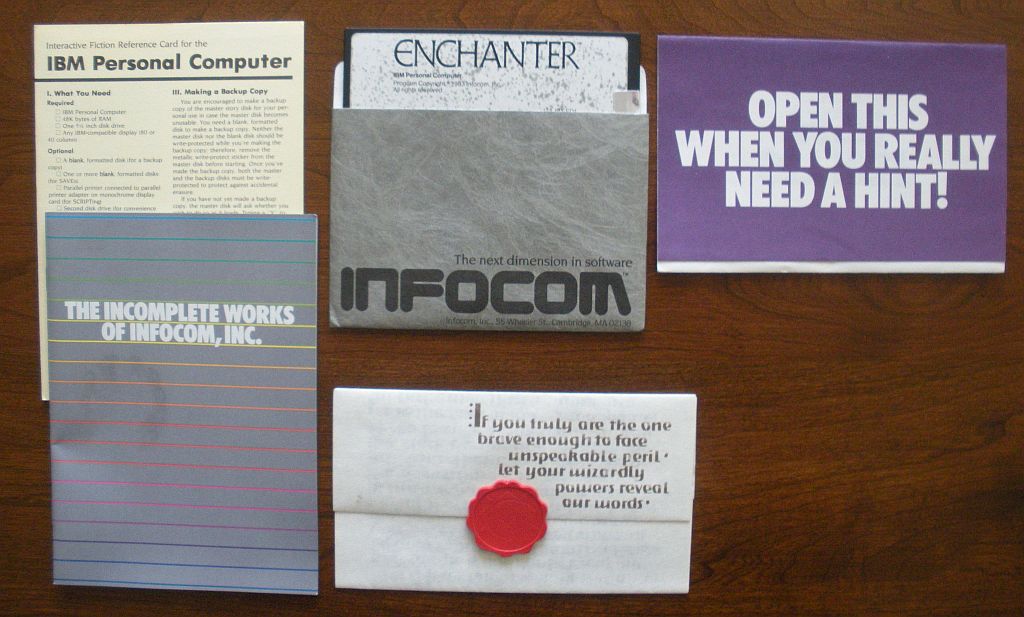 Interactive Fiction Reference Card for the
IBM Personal Computer
I. What You Need
Required
☐ IBM Personal Computer
☐ 48K bytes of RAM
☐ One 5¼ inch disk drive
☐ Any IBM-compatible display (80 or
40 column)
Optional
☐ A blank, formatted disk (for a backup
copy)
☐ One or more blank, formatted disks
(for SAVEs)
☐ Parallel printer connected to parallel
printer adapter on monochrome display
card (for SCRIPTing)
☐ Second disk drive (for convenience
III. Making a Backup Copy
You are encouraged to make a backup
copy of the master story disk for your per-
sonal use in case the master disk becomes
unusable. You need a blank, formatted
disk to make a backup copy. Neither the
master disk nor the blank disk should be
write-protected while you're making the
backup copy; therefore, remove the
metallic write-protect sticker from the
master disk before starting. Once you've
made the backup copy, both the master
and the backup disks must be write-
protected to protect against accidental
erasure.
If you have not yet made a backup
copy, the master disk will ask whether you
ENCHANTER
IBM Personal Computer
Program Copyright 1983 Infocom, Inc.
All rights reserved
The next dimension in software
INFOCOM™
Infocom, Inc., 55 Wheeler St., Cambridge, MA 02138
OPEN THIS
WHEN YOU REALLY
NEED A HINT!
THE INCOMPLETE WORKS
OF INFOCOM, INC.
If you truly are the one
brave enough to face
unspeakable peril·
let your wizardly
powers reveal
our words·